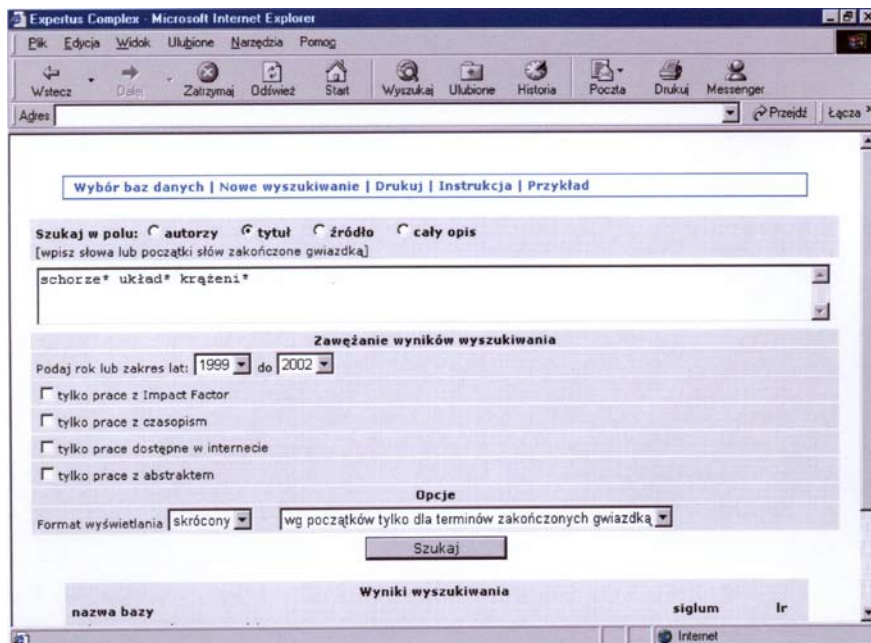 Expertus Complex - Microsoft Internet Explorer
Plik Edycja Widok Ulubione Narzędzia Pomoc
Wstecz Dalej Zatrzymaj Odśwież Start Wyszukaj Ulubione Historia Poczta Drukuj Messenger
Adres Przejdź Łącza »
Wybór baz danych | Nowe wyszukiwanie | Drukuj | Instrukcja | Przykład
Szukaj w polu: autorzy tytuł źródło cały opis
[wpisz słowa lub początki słów zakończone gwiazdką]
schorze* układ* krążeni*
Zawężanie wyników wyszukiwania
Podaj rok lub zakres lat: 1999 do 2002
tylko prace z Impact Factor
tylko prace z czasopism
tylko prace dostępne w internecie
tylko prace z abstraktem
Opcje
Format wyświetlania skrócony wg początków tylko dla terminów zakończonych gwiazdką
Szukaj
Wyniki wyszukiwania
nazwa bazy siglum lr
Internet